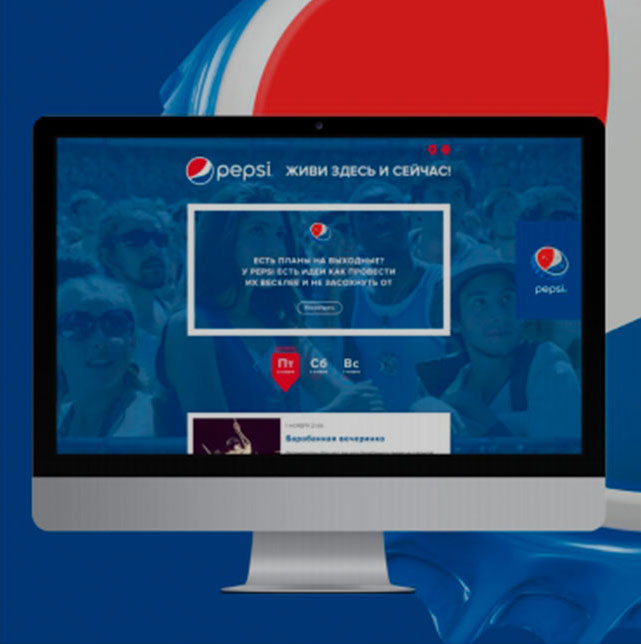 pepsi ЖИВИ ЗДЕСЬ И СЕЙЧАС!
ЕСТЬ ПЛАНЫ НА ВЫХОДНЫЕ?
У PEPSI ЕСТЬ ИДЕИ КАК ПРОВЕСТИ
ИХ ВЕСЕЛЕЕ И НЕ ЗАСОХНУТЬ ОТ
pepsi
Пт Сб Вс
Барабанная вечеринка